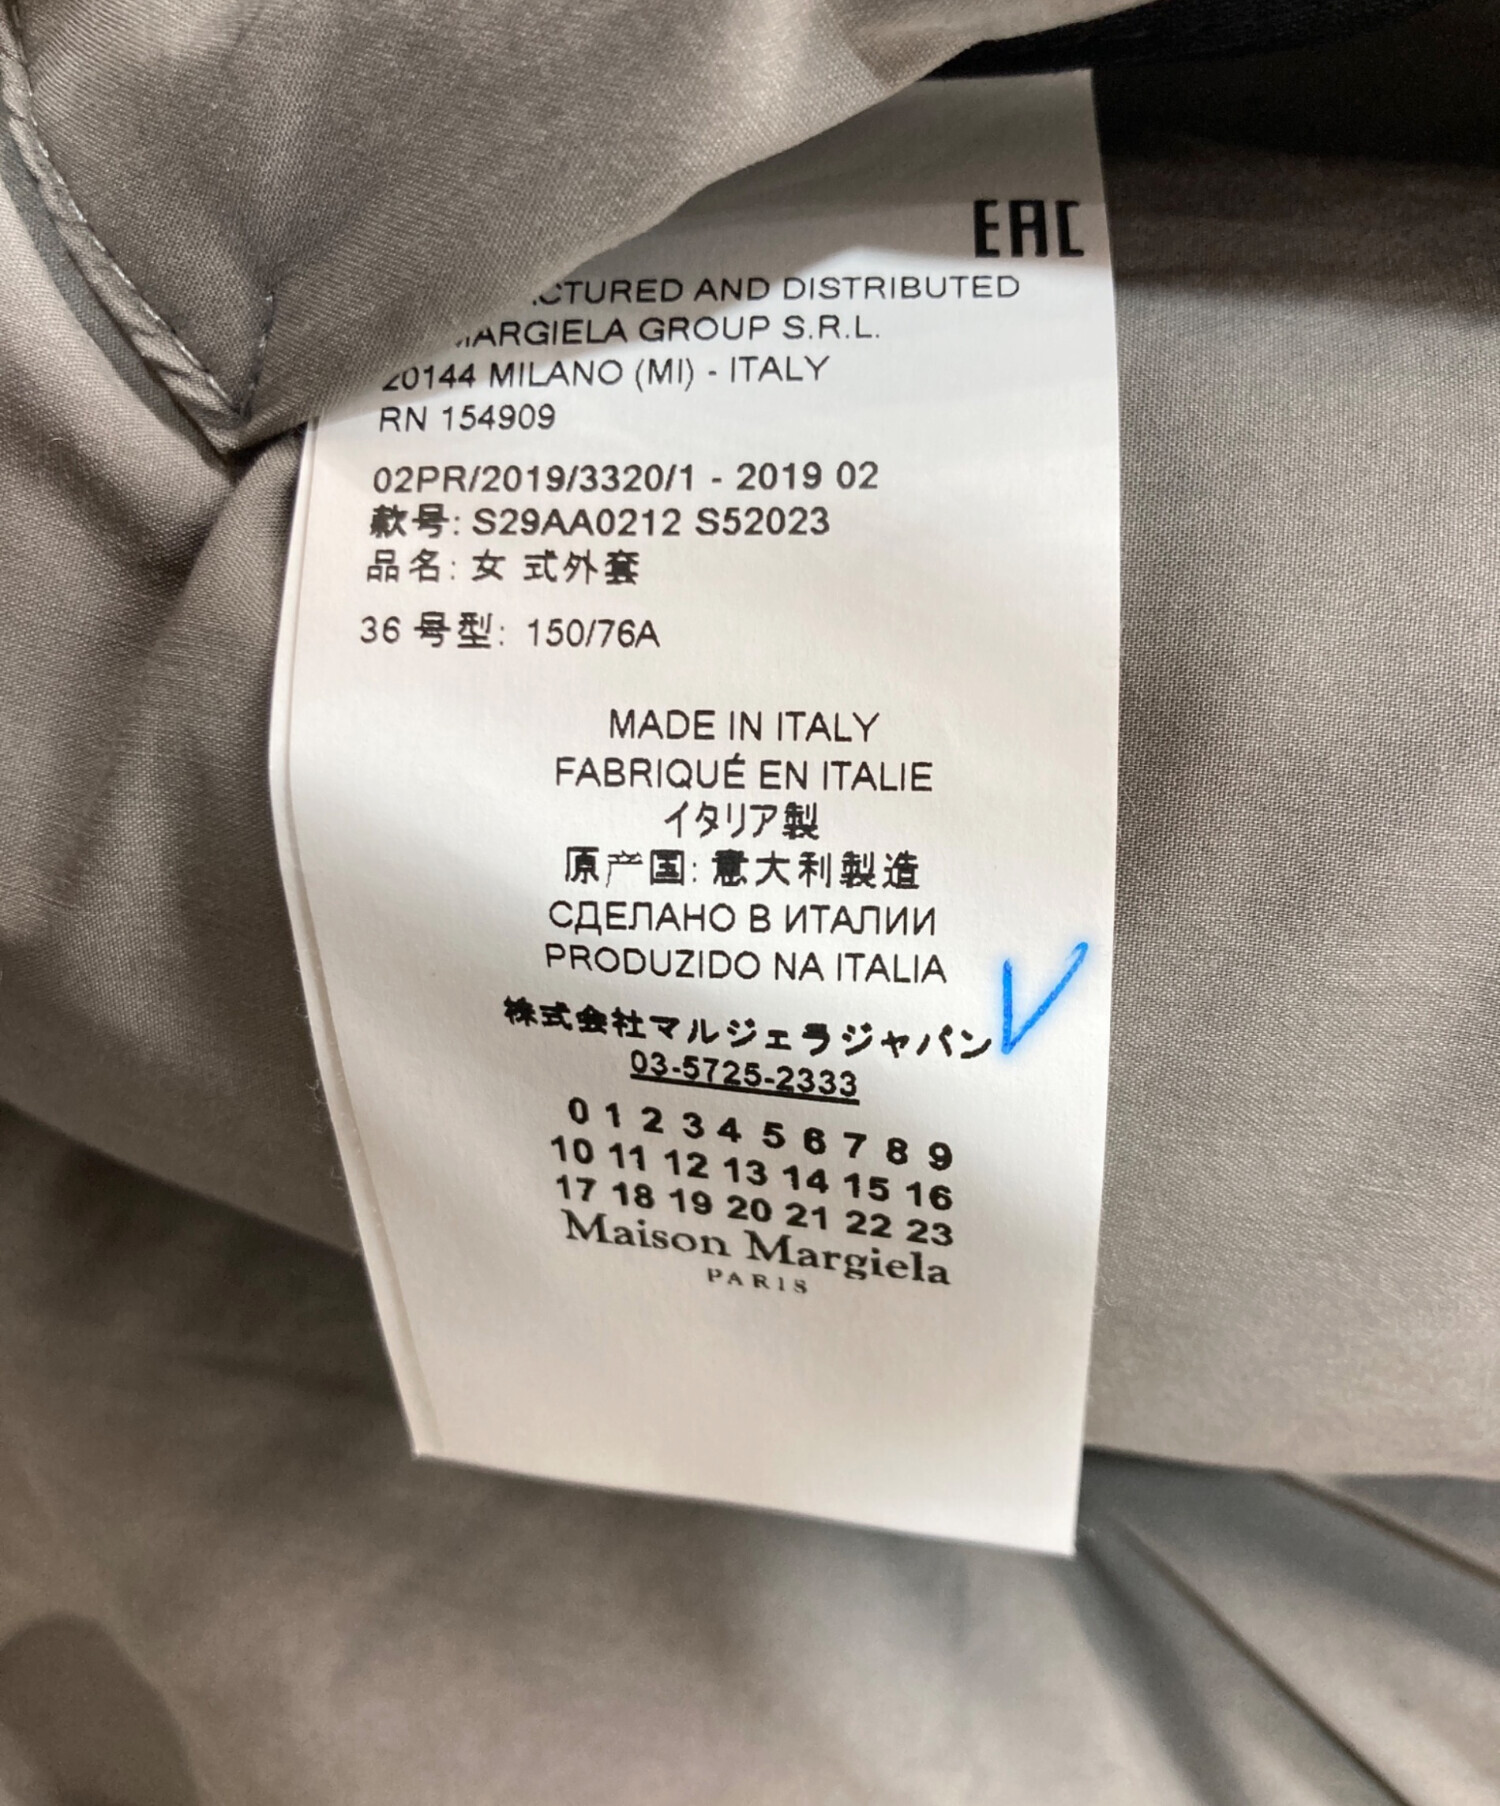 EAC
AND DISTRIBUTED
GROUP S.R.L.
20144 MILANO (MI) - ITALY
RN 154909
02PR/2019/3320/1 - 2019 02
款号: S29AA0212 S52023
品名: 女 式外套
36 号型: 150/76A
MADE IN ITALY
FABRIQUÉ EN ITALIE
イタリア製
原产国: 意大利製造
СДЕЛАНО В ИТАЛИИ
PRODUZIDO NA ITALIA
株式会社マルジェラジャパン
03-5725-2333
0 1 2 3 4 5 6 7 8 9
10 11 12 13 14 15 16
17 18 19 20 21 22 23
Maison Margiela
PARIS